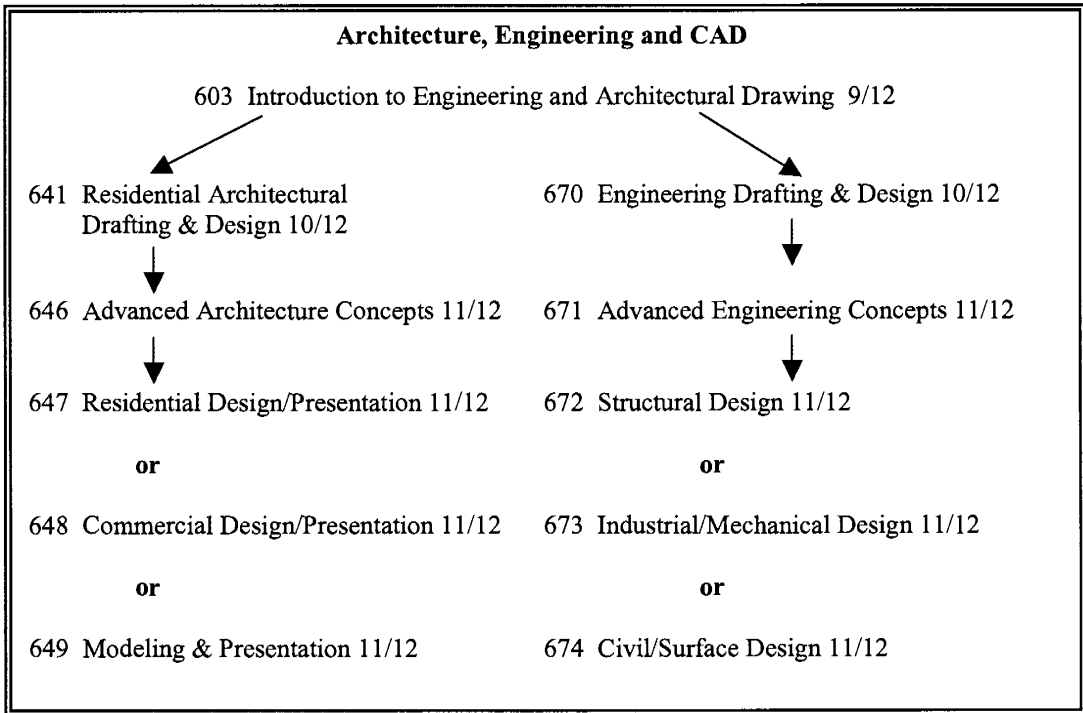 Architecture, Engineering and CAD
603 Introduction to Engineering and Architectural Drawing 9/12
641 Residential Architectural
Drafting & Design 10/12
670 Engineering Drafting & Design 10/12
646 Advanced Architecture Concepts 11/12
671 Advanced Engineering Concepts 11/12
647 Residential Design/Presentation 11/12
672 Structural Design 11/12
or
or
648 Commercial Design/Presentation 11/12
673 Industrial/Mechanical Design 11/12
or
or
649 Modeling & Presentation 11/12
674 Civil/Surface Design 11/12